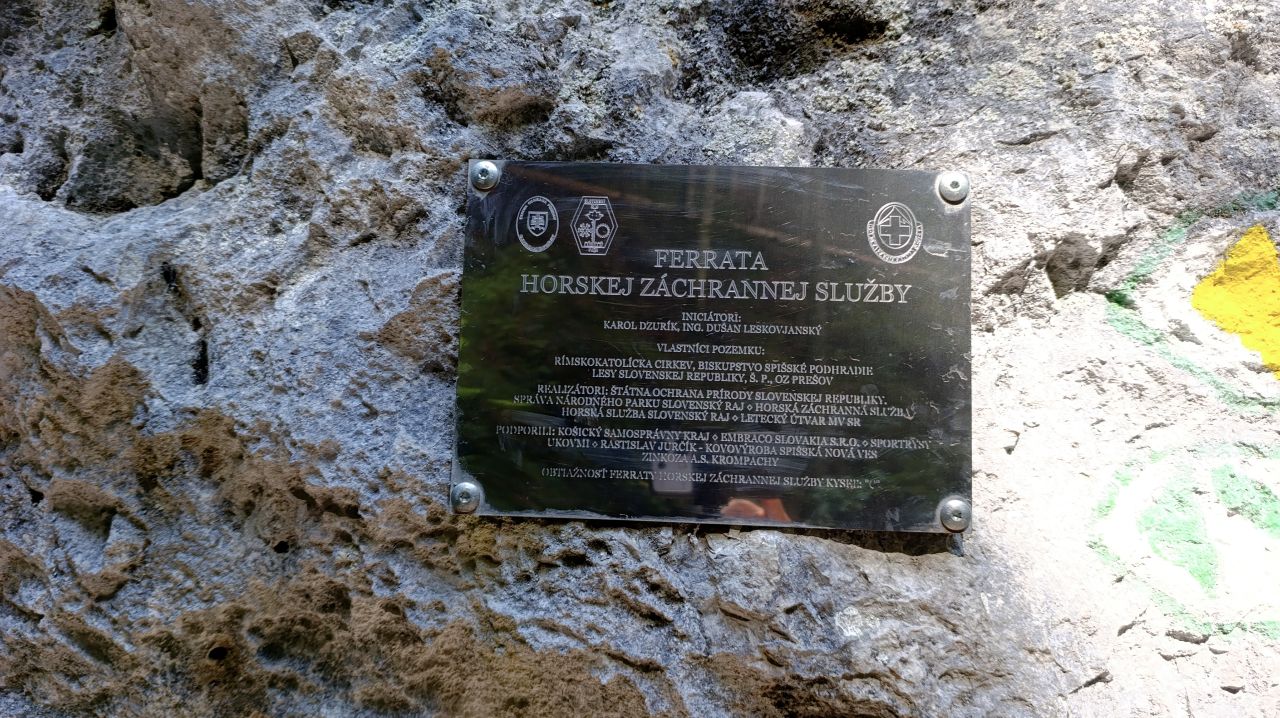 FERRATA
HORSKEJ ZÁCHRANNEJ SLUŽBY
INICIÁTORI:
KAROL DZURÍK, ING. DUŠAN LESKOVJANSKÝ
VLASTNÍCI POZEMKU:
RÍMSKOKATOLÍCKA CIRKEV, BISKUPSTVO SPIŠSKÉ PODHRADIE
LESY SLOVENSKEJ REPUBLIKY, Š. P., OZ PREŠOV
REALIZÁTORI: ŠTÁTNA OCHRANA PRÍRODY SLOVENSKEJ REPUBLIKY,
SPRÁVA NÁRODNÉHO PARKU SLOVENSKÝ RAJ ⋄ HORSKÁ ZÁCHRANNÁ SLUŽBA,
HORSKÁ SLUŽBA SLOVENSKÝ RAJ ⋄ LETECKÝ ÚTVAR MV SR
PODPORILI: KOŠICKÝ SAMOSPRÁVNY KRAJ ⋄ EMBRACO SLOVAKIA S.R.O. ⋄ SPORTRYSY
UKOVMI ⋄ RASTISLAV JURČÍK - KOVOVÝROBA SPIŠSKÁ NOVÁ VES
ZINKOZA A.S. KROMPACHY
OBTIAŽNOSŤ FERRATY HORSKEJ ZÁCHRANNEJ SLUŽBY KYSEĽ: "C"